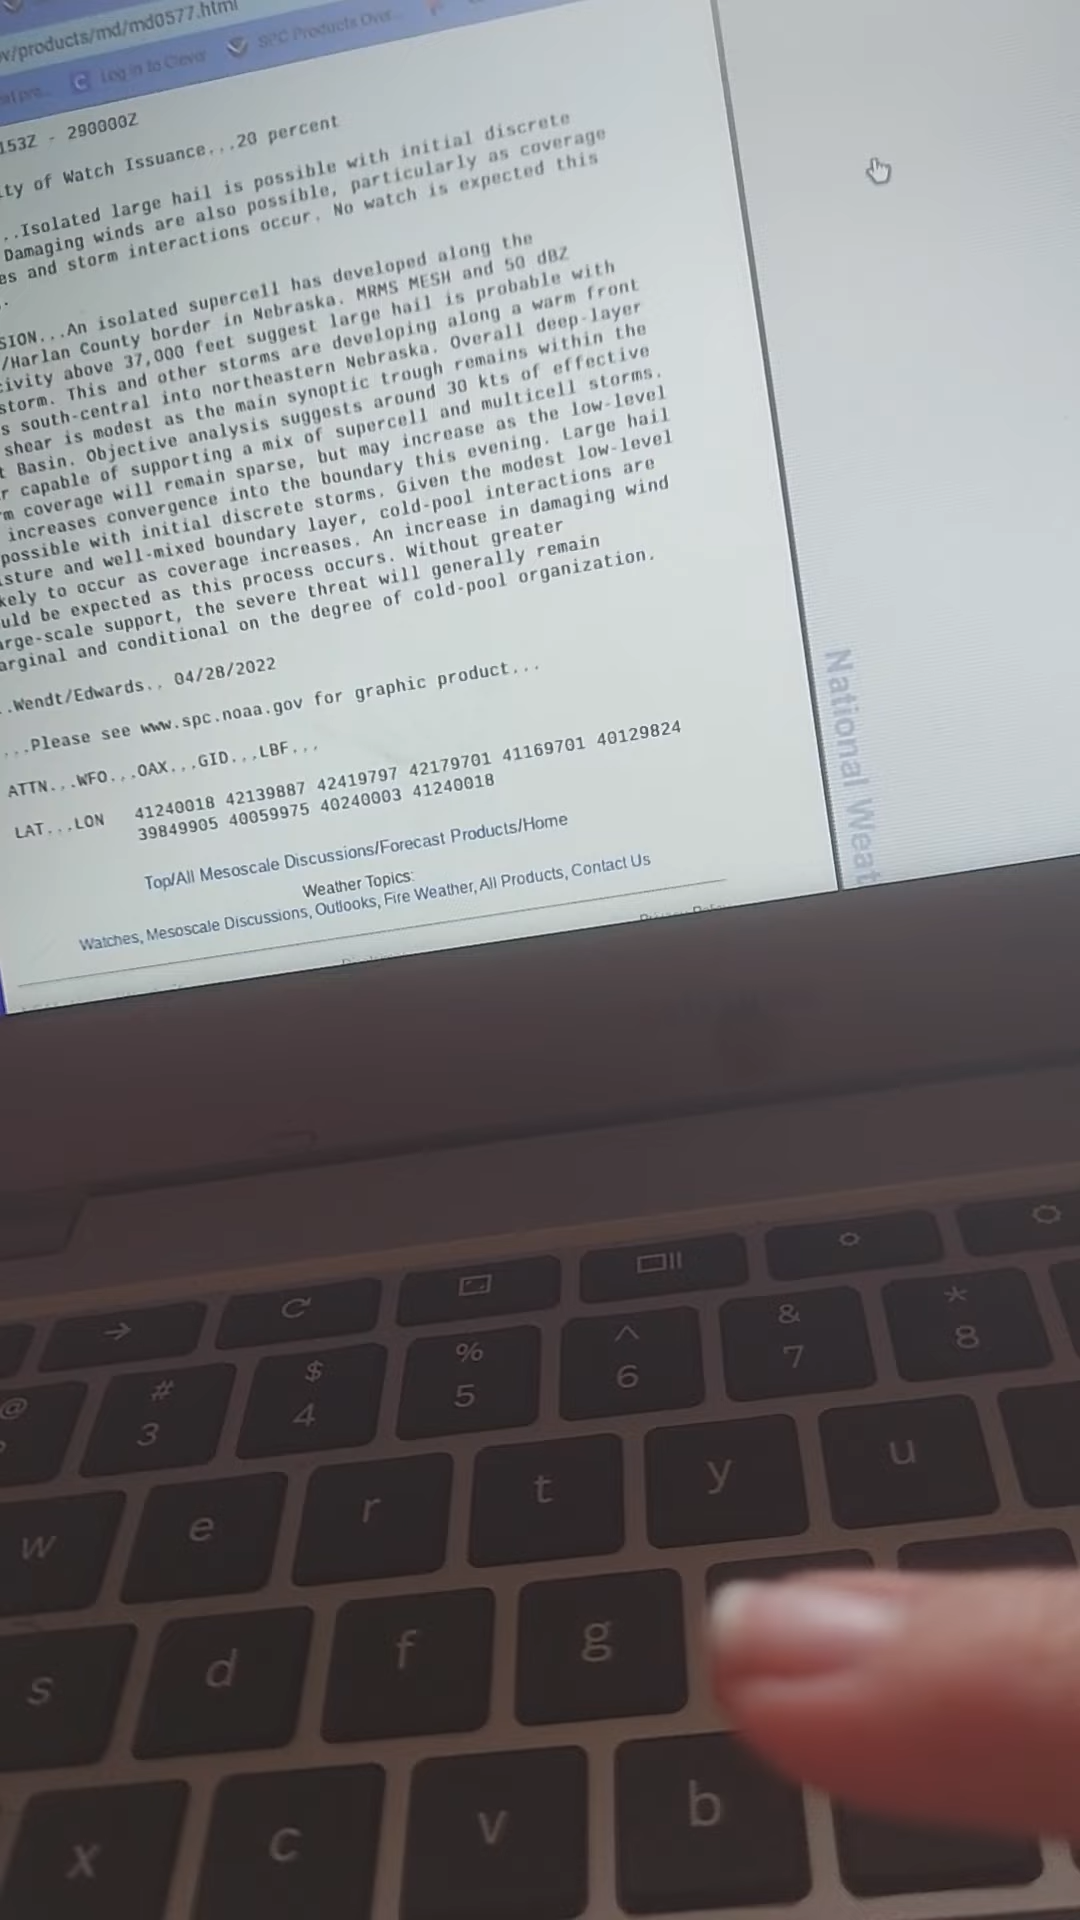 v/products/md/md0577.html
Log in to Clever SPC Products Over...
153Z - 290000Z
ty of Watch Issuance...20 percent
..Isolated large hail is possible with initial discrete
Damaging winds are also possible, particularly as coverage
es and storm interactions occur. No watch is expected this
.
SION...An isolated supercell has developed along the
/Harlan County border in Nebraska. MRMS MESH and 50 dBZ
tivity above 37,000 feet suggest large hail is probable with
storm. This and other storms are developing along a warm front
s south-central into northeastern Nebraska. Overall deep-layer
shear is modest as the main synoptic trough remains within the
t Basin. Objective analysis suggests around 30 kts of effective
r capable of supporting a mix of supercell and multicell storms.
m coverage will remain sparse, but may increase as the low-level
increases convergence into the boundary this evening. Large hail
possible with initial discrete storms. Given the modest low-level
isture and well-mixed boundary layer, cold-pool interactions are
kely to occur as coverage increases. An increase in damaging wind
uld be expected as this process occurs. Without greater
arge-scale support, the severe threat will generally remain
arginal and conditional on the degree of cold-pool organization.
..Wendt/Edwards.. 04/28/2022
...Please see www.spc.noaa.gov for graphic product...
ATTN...WFO...OAX...GID...LBF...
LAT...LON 41240018 42139887 42419797 42179701 41169701 40129824
39849905 40059975 40240003 41240018
Top/All Mesoscale Discussions/Forecast Products/Home
Weather Topics:
Watches, Mesoscale Discussions, Outlooks, Fire Weather, All Products, Contact Us
National Weat
@ # $ % ^ & *
3 4 5 6 7 8
w e r t y u
s d f g
x c v b